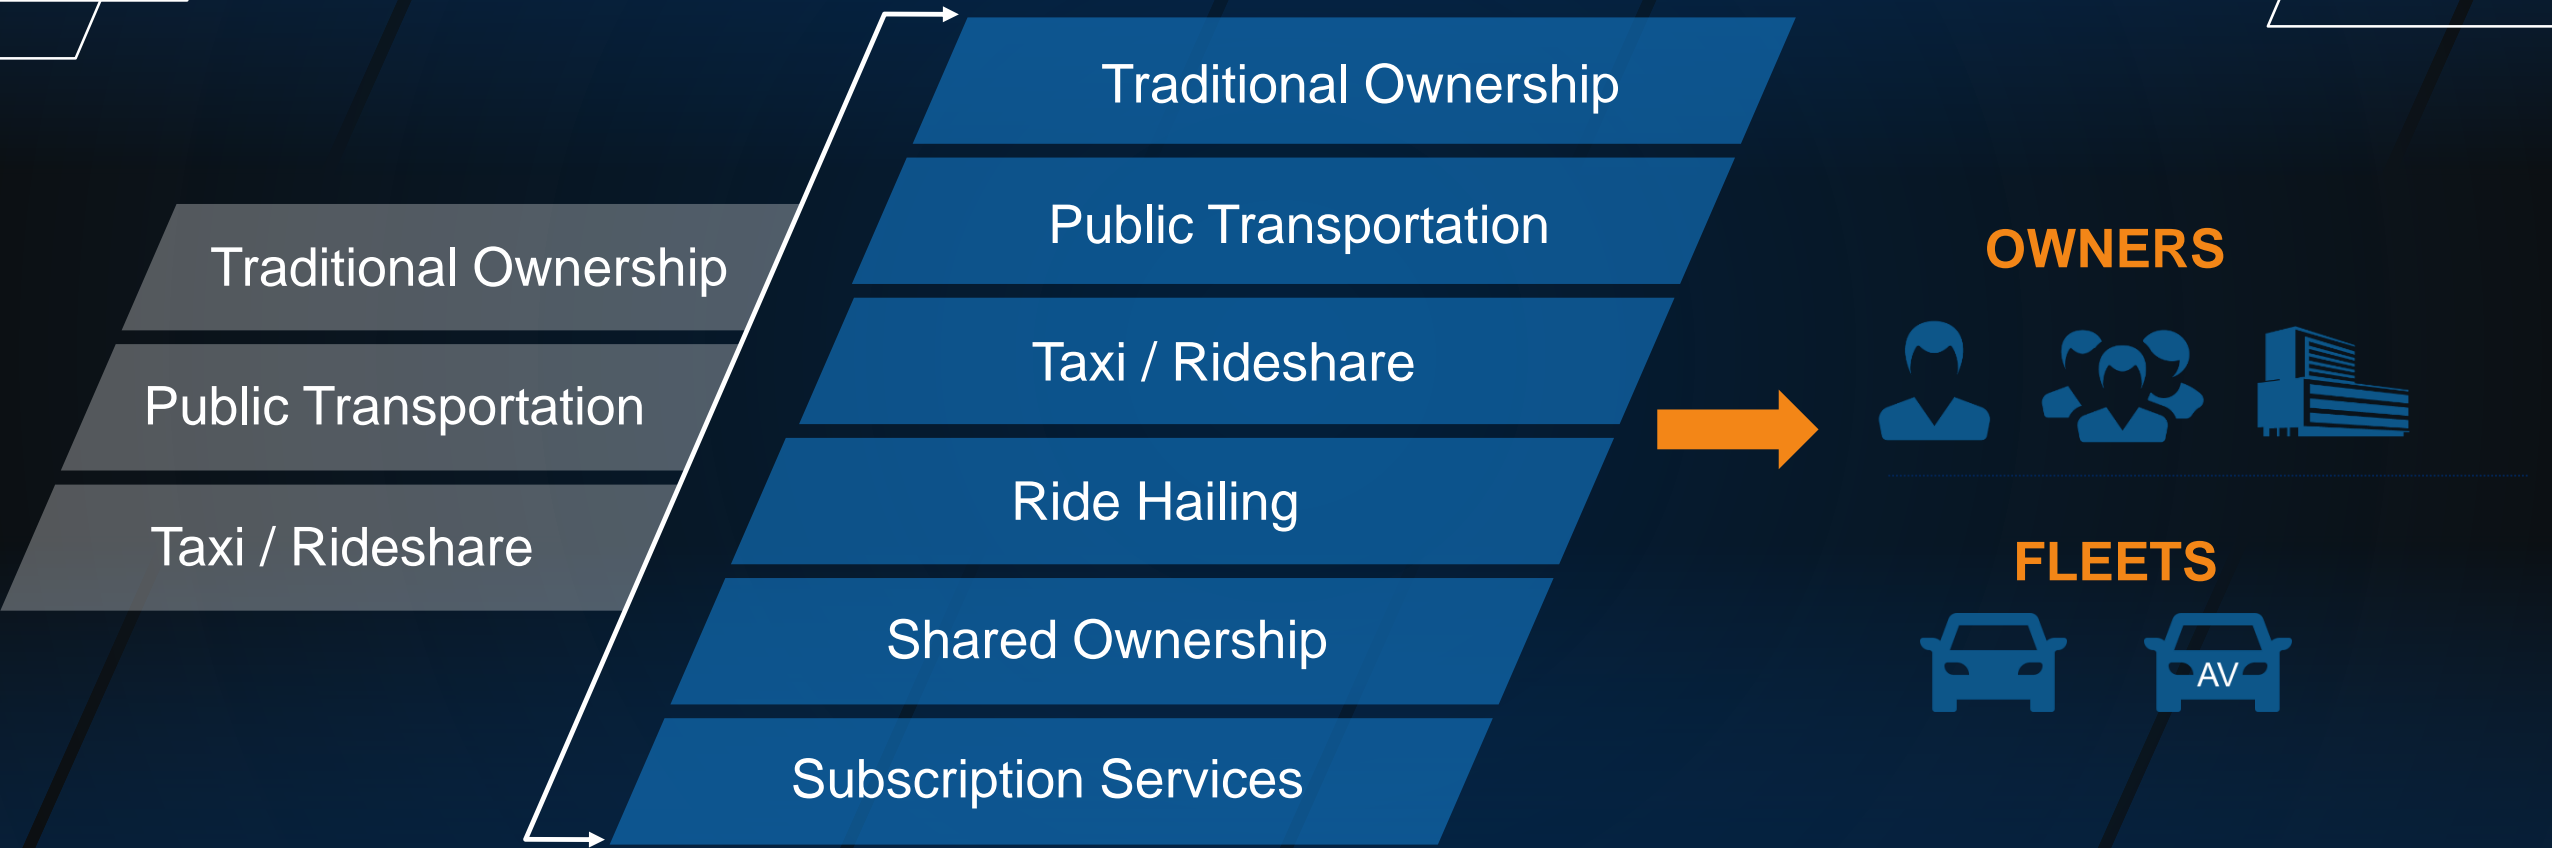 Traditional Ownership
Public Transportation
Taxi / Rideshare
Traditional Ownership
Public Transportation
Taxi / Rideshare
Ride Hailing
Shared Ownership
Subscription Services
OWNERS
FLEETS
AV